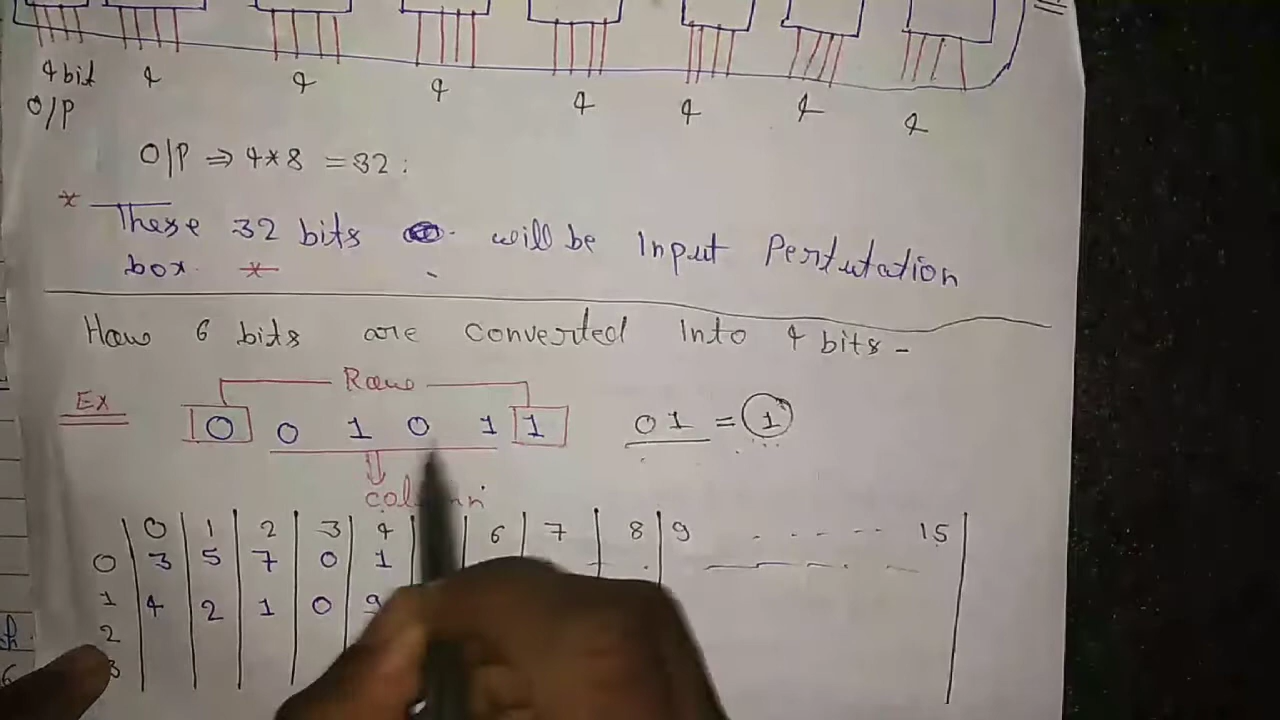 4 bit 4 4 4 4 4 4 4
O/P
O/P ⇒ 4*8 = 32 :
* These 32 bits will be Input Pertutation
box. *
How 6 bits are converted Into 4 bits -
Row
Ex 0 0 1 0 1 1 01 = 1
0 1 2 3 4 6 7 8 9 ------ 15
0 3 5 7 0 1
1 4 2 1 0 9
2
3